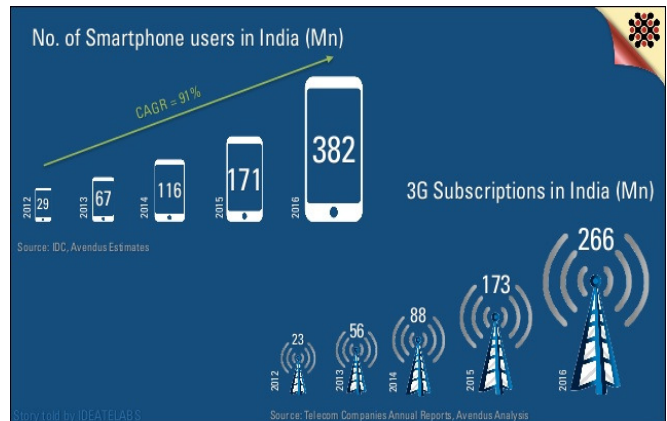 No. of Smartphone users in India (Mn)
CAGR = 91%
2012 29
2013 67
2014 116
2015 171
2016 382
Source: IDC, Avendus Estimates
3G Subscriptions in India (Mn)
2012 23
2013 56
2014 88
2015 173
2016 266
Story told by IDEATELABS
Source: Telecom Companies Annual Reports, Avendus Analysis